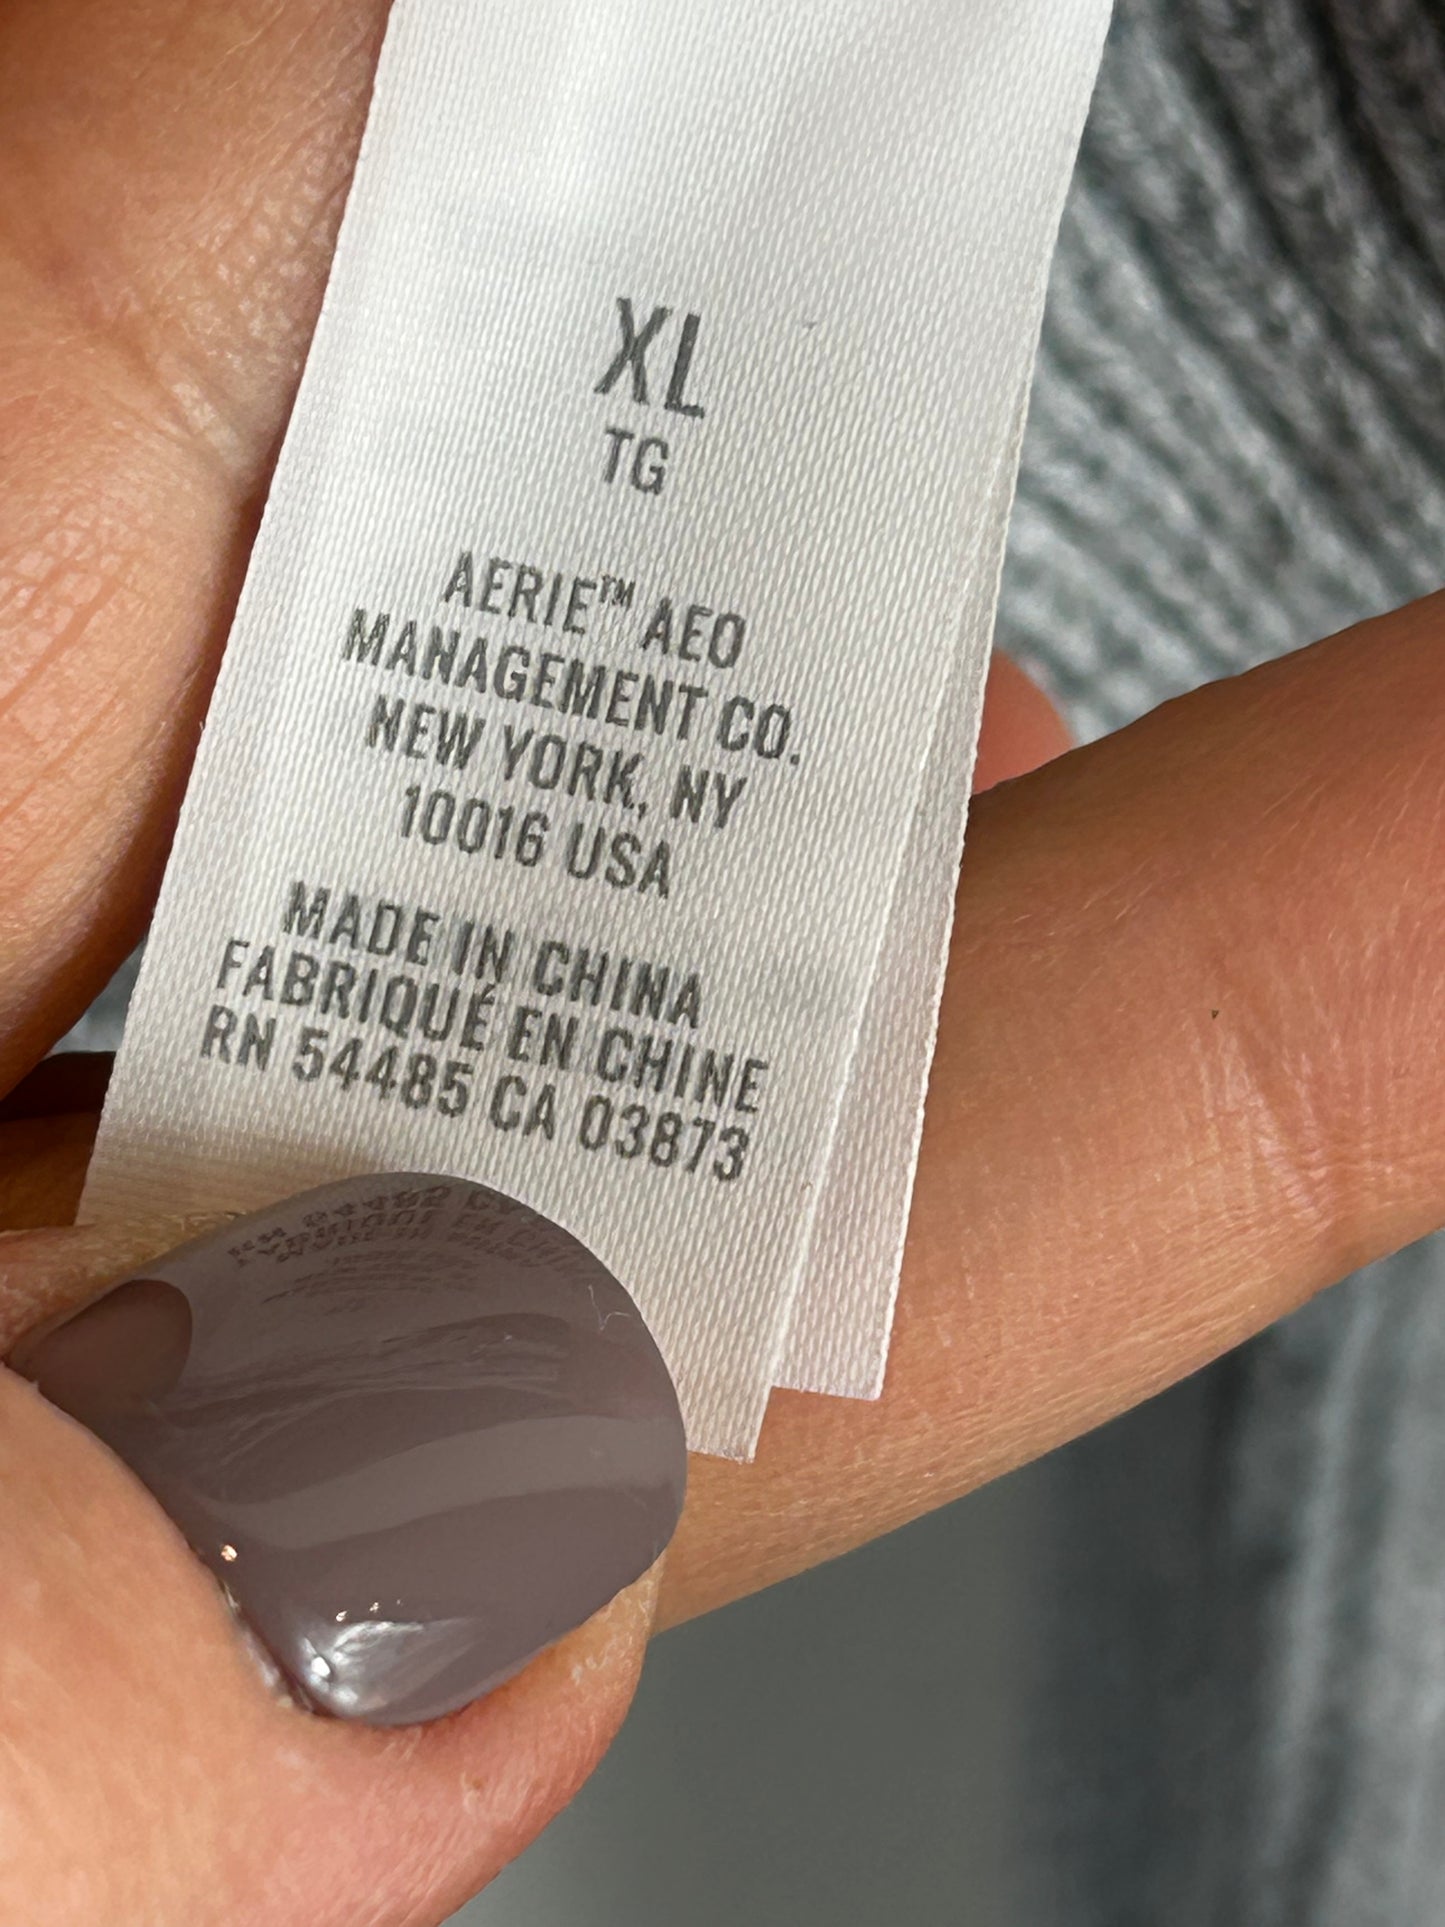 XL
TG
AERIE™ AEO
MANAGEMENT CO.
NEW YORK, NY
10016 USA
MADE IN CHINA
FABRIQUÉ EN CHINE
RN 54485 CA 03873